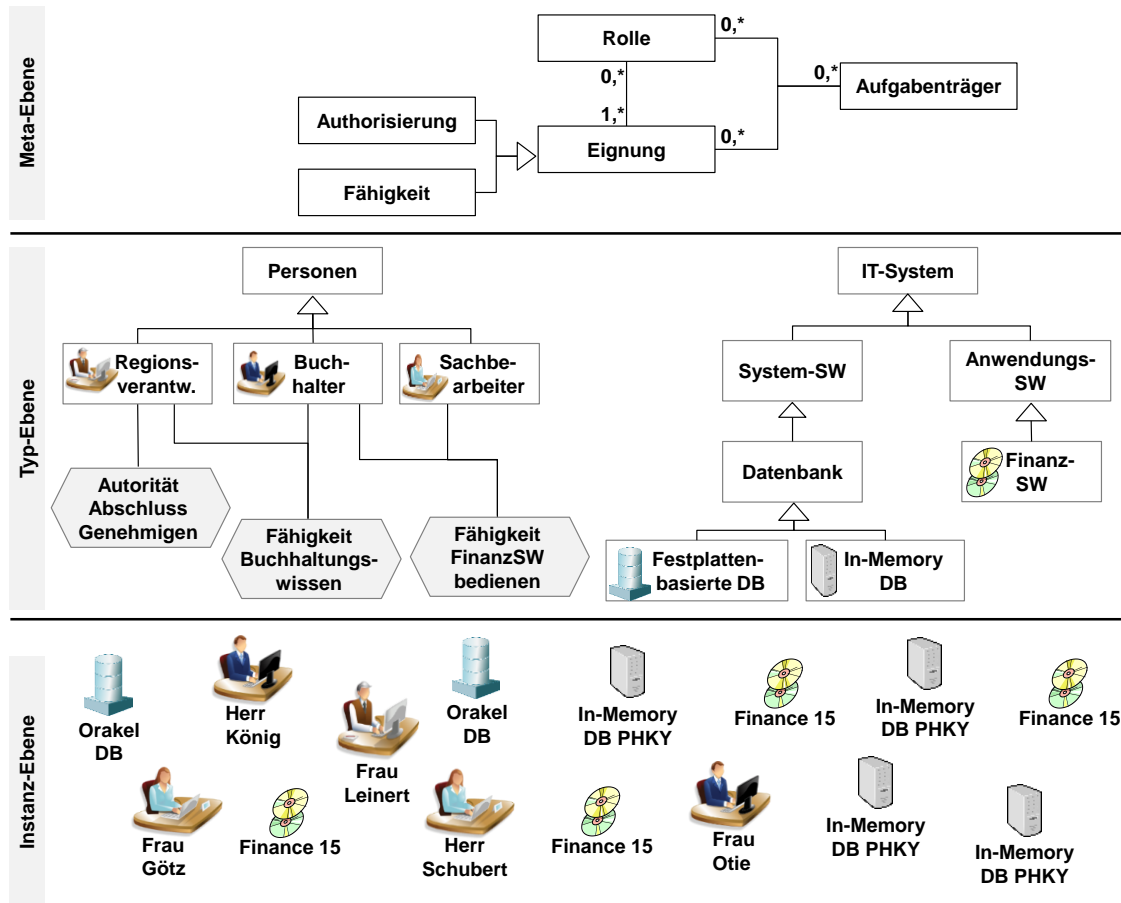 Meta-Ebene
Rolle
0,*
0,*
0,*
Aufgabenträger
Authorisierung
1,*
Eignung
0,*
Fähigkeit
Typ-Ebene
Personen
IT-System
Regions-
verantw.
Buch-
halter
Sachbe-
arbeiter
System-SW
Anwendungs-
SW
Datenbank
Finanz-
SW
Autorität
Abschluss
Genehmigen
Fähigkeit
Buchhaltungs-
wissen
Fähigkeit
FinanzSW
bedienen
Festplatten-
basierte DB
In-Memory
DB
Instanz-Ebene
Orakel
DB
Herr
König
Frau
Leinert
Orakel
DB
In-Memory
DB PHKY
Finance 15
In-Memory
DB PHKY
Finance 15
Frau
Götz
Finance 15
Herr
Schubert
Finance 15
Frau
Otie
In-Memory
DB PHKY
In-Memory
DB PHKY